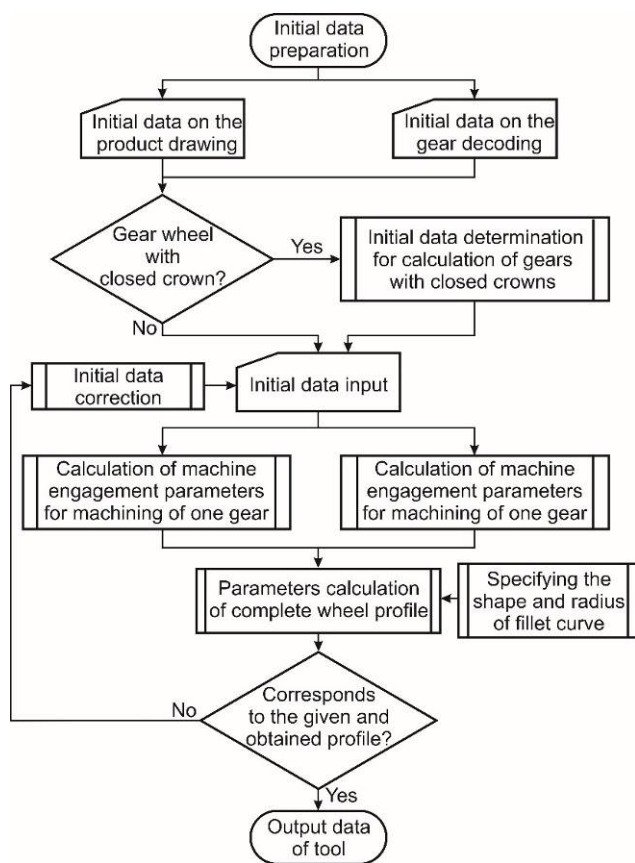 Initial data
preparation
Initial data on the
product drawing
Initial data on the
gear decoding
Gear wheel
with
closed crown?
Yes
Initial data determination
for calculation of gears
with closed crowns
No
Initial data
correction
Initial data input
Calculation of machine
engagement parameters
for machining of one gear
Calculation of machine
engagement parameters
for machining of one gear
Parameters calculation
of complete wheel profile
Specifying the
shape and radius
of fillet curve
No
Corresponds
to the given and
obtained profile?
Yes
Output data
of tool